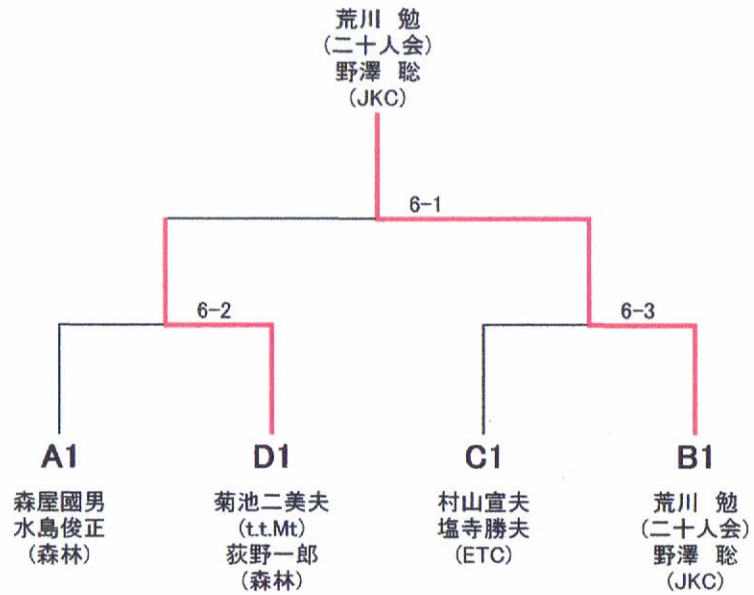 荒川 勉
(二十人会)
野澤 聡
(JKC)
6-1
6-2
6-3
A1
D1
C1
B1
森屋國男
水島俊正
(森林)
菊池二美夫
(t.t.Mt)
荻野一郎
(森林)
村山宣夫
塩寺勝夫
(ETC)
荒川 勉
(二十人会)
野澤 聡
(JKC)